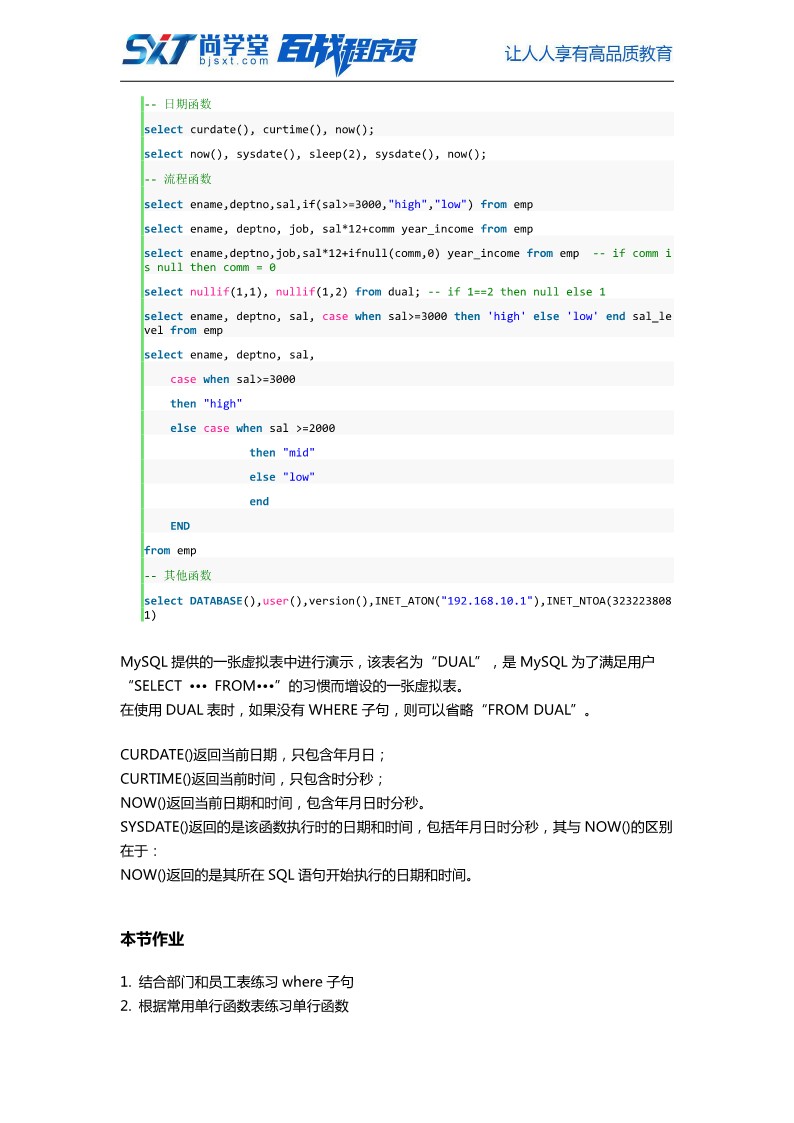 SXT 尚学堂 百战程序员 让人人享有高品质教育
bjsxt.com
-- 日期函数
select curdate(), curtime(), now();
select now(), sysdate(), sleep(2), sysdate(), now();
-- 流程函数
select ename,deptno,sal,if(sal>=3000,"high","low") from emp
select ename, deptno, job, sal*12+comm year_income from emp
select ename,deptno,job,sal*12+ifnull(comm,0) year_income from emp  -- if comm i
s null then comm = 0
select nullif(1,1), nullif(1,2) from dual; -- if 1==2 then null else 1
select ename, deptno, sal, case when sal>=3000 then 'high' else 'low' end sal_le
vel from emp
select ename, deptno, sal,
case when sal>=3000
then "high"
else case when sal >=2000
then "mid"
else "low"
end
END
from emp
-- 其他函数
select DATABASE(),user(),version(),INET_ATON("192.168.10.1"),INET_NTOA(323223808
1)
MySQL 提供的一张虚拟表中进行演示，该表名为“DUAL”，是 MySQL 为了满足用户
“SELECT ••• FROM•••”的习惯而增设的一张虚拟表。
在使用 DUAL 表时，如果没有 WHERE 子句，则可以省略“FROM DUAL”。
CURDATE()返回当前日期，只包含年月日；
CURTIME()返回当前时间，只包含时分秒；
NOW()返回当前日期和时间，包含年月日时分秒。
SYSDATE()返回的是该函数执行时的日期和时间，包括年月日时分秒，其与 NOW()的区别
在于：
NOW()返回的是其所在 SQL 语句开始执行的日期和时间。
本节作业
1. 结合部门和员工表练习 where 子句
2. 根据常用单行函数表练习单行函数